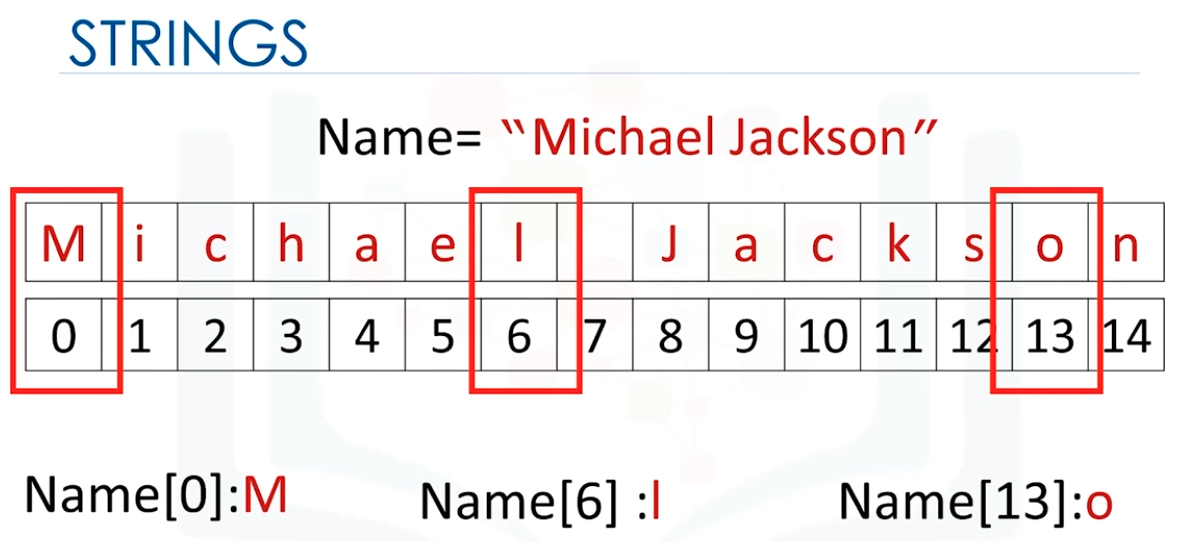 STRINGS
Name= “Michael Jackson”
M i c h a e l J a c k s o n
0 1 2 3 4 5 6 7 8 9 10 11 12 13 14
Name[0]:M Name[6] :l Name[13]:o